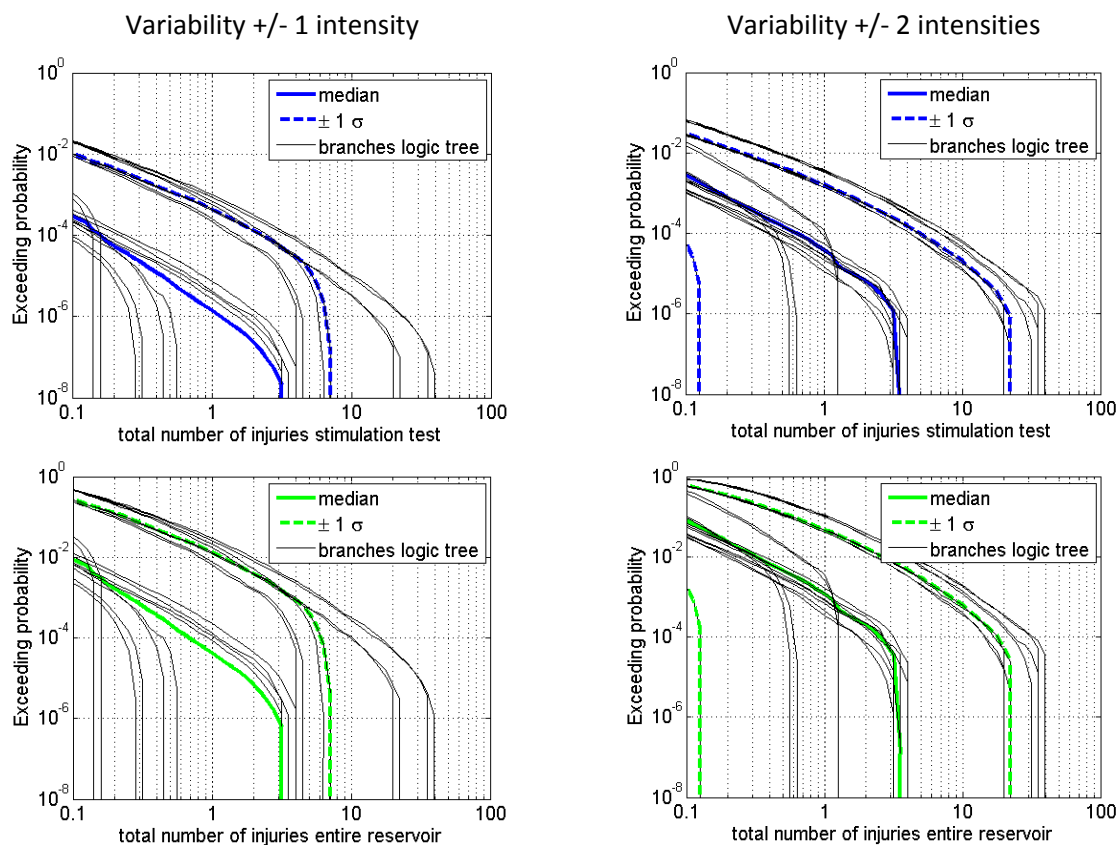 Variability +/- 1 intensity
10^0
10^-2
10^-4
10^-6
10^-8
Exceeding probability
median
± 1 σ
branches logic tree
0.1 1 10 100
total number of injuries stimulation test
Variability +/- 2 intensities
10^0
10^-2
10^-4
10^-6
10^-8
Exceeding probability
median
± 1 σ
branches logic tree
0.1 1 10 100
total number of injuries stimulation test
10^0
10^-2
10^-4
10^-6
10^-8
Exceeding probability
median
± 1 σ
branches logic tree
0.1 1 10 100
total number of injuries entire reservoir
10^0
10^-2
10^-4
10^-6
10^-8
Exceeding probability
median
± 1 σ
branches logic tree
0.1 1 10 100
total number of injuries entire reservoir